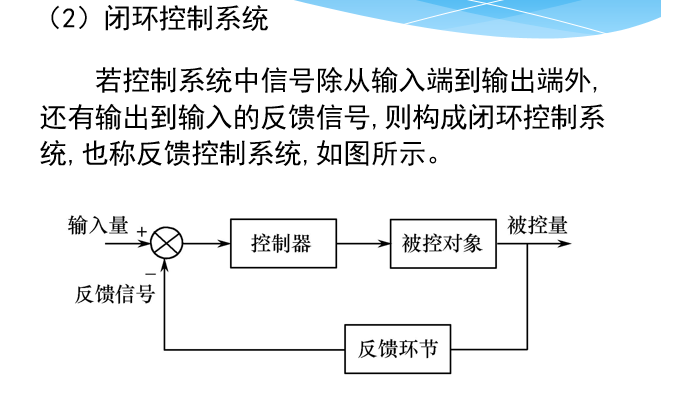 （2）闭环控制系统
若控制系统中信号除从输入端到输出端外,
还有输出到输入的反馈信号,则构成闭环控制系
统,也称反馈控制系统,如图所示。
输入量
+
控制器
被控对象
被控量
−
反馈信号
反馈环节